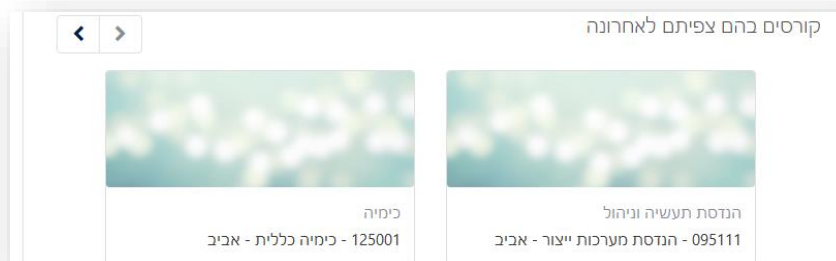 קורסים בהם צפיתם לאחרונה
הנדסת תעשיה וניהול
095111 - הנדסת מערכות ייצור - אביב
כימיה
125001 - כימיה כללית - אביב